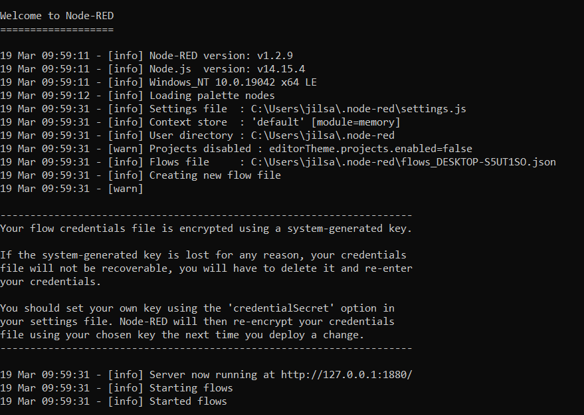 Welcome to Node-RED
===================
19 Mar 09:59:11 - [info] Node-RED version: v1.2.9
19 Mar 09:59:11 - [info] Node.js  version: v14.15.4
19 Mar 09:59:11 - [info] Windows_NT 10.0.19042 x64 LE
19 Mar 09:59:12 - [info] Loading palette nodes
19 Mar 09:59:31 - [info] Settings file  : C:\Users\jilsa\.node-red\settings.js
19 Mar 09:59:31 - [info] Context store  : 'default' [module=memory]
19 Mar 09:59:31 - [info] User directory : C:\Users\jilsa\.node-red
19 Mar 09:59:31 - [warn] Projects disabled : editorTheme.projects.enabled=false
19 Mar 09:59:31 - [info] Flows file     : C:\Users\jilsa\.node-red\flows_DESKTOP-S5UT1SO.json
19 Mar 09:59:31 - [info] Creating new flow file
19 Mar 09:59:31 - [warn]
---------------------------------------------------------------------
Your flow credentials file is encrypted using a system-generated key.
If the system-generated key is lost for any reason, your credentials
file will not be recoverable, you will have to delete it and re-enter
your credentials.
You should set your own key using the 'credentialSecret' option in
your settings file. Node-RED will then re-encrypt your credentials
file using your chosen key the next time you deploy a change.
---------------------------------------------------------------------
19 Mar 09:59:31 - [info] Server now running at http://127.0.0.1:1880/
19 Mar 09:59:31 - [info] Starting flows
19 Mar 09:59:31 - [info] Started flows